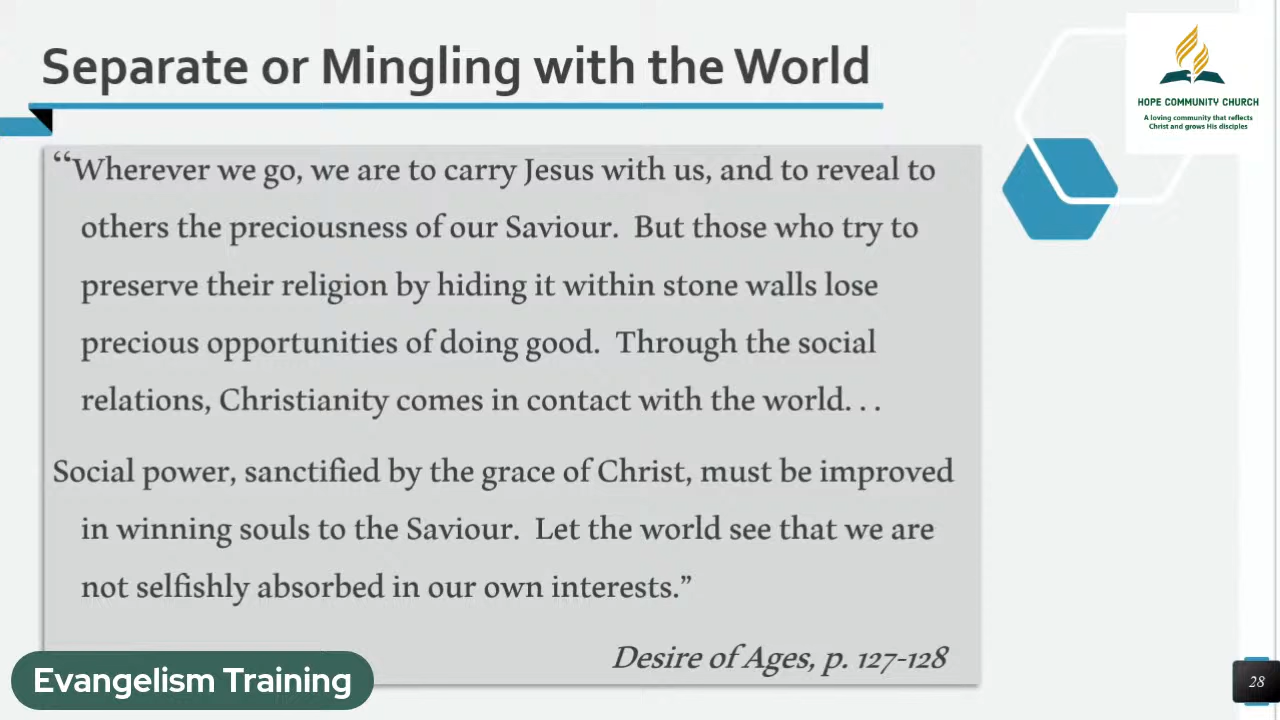 Separate or Mingling with the World
HOPE COMMUNITY CHURCH
A loving community that reflects
Christ and grows His disciples
“Wherever we go, we are to carry Jesus with us, and to reveal to
others the preciousness of our Saviour.  But those who try to
preserve their religion by hiding it within stone walls lose
precious opportunities of doing good.  Through the social
relations, Christianity comes in contact with the world. . .
Social power, sanctified by the grace of Christ, must be improved
in winning souls to the Saviour.  Let the world see that we are
not selfishly absorbed in our own interests.”
Desire of Ages, p. 127-128
Evangelism Training
28